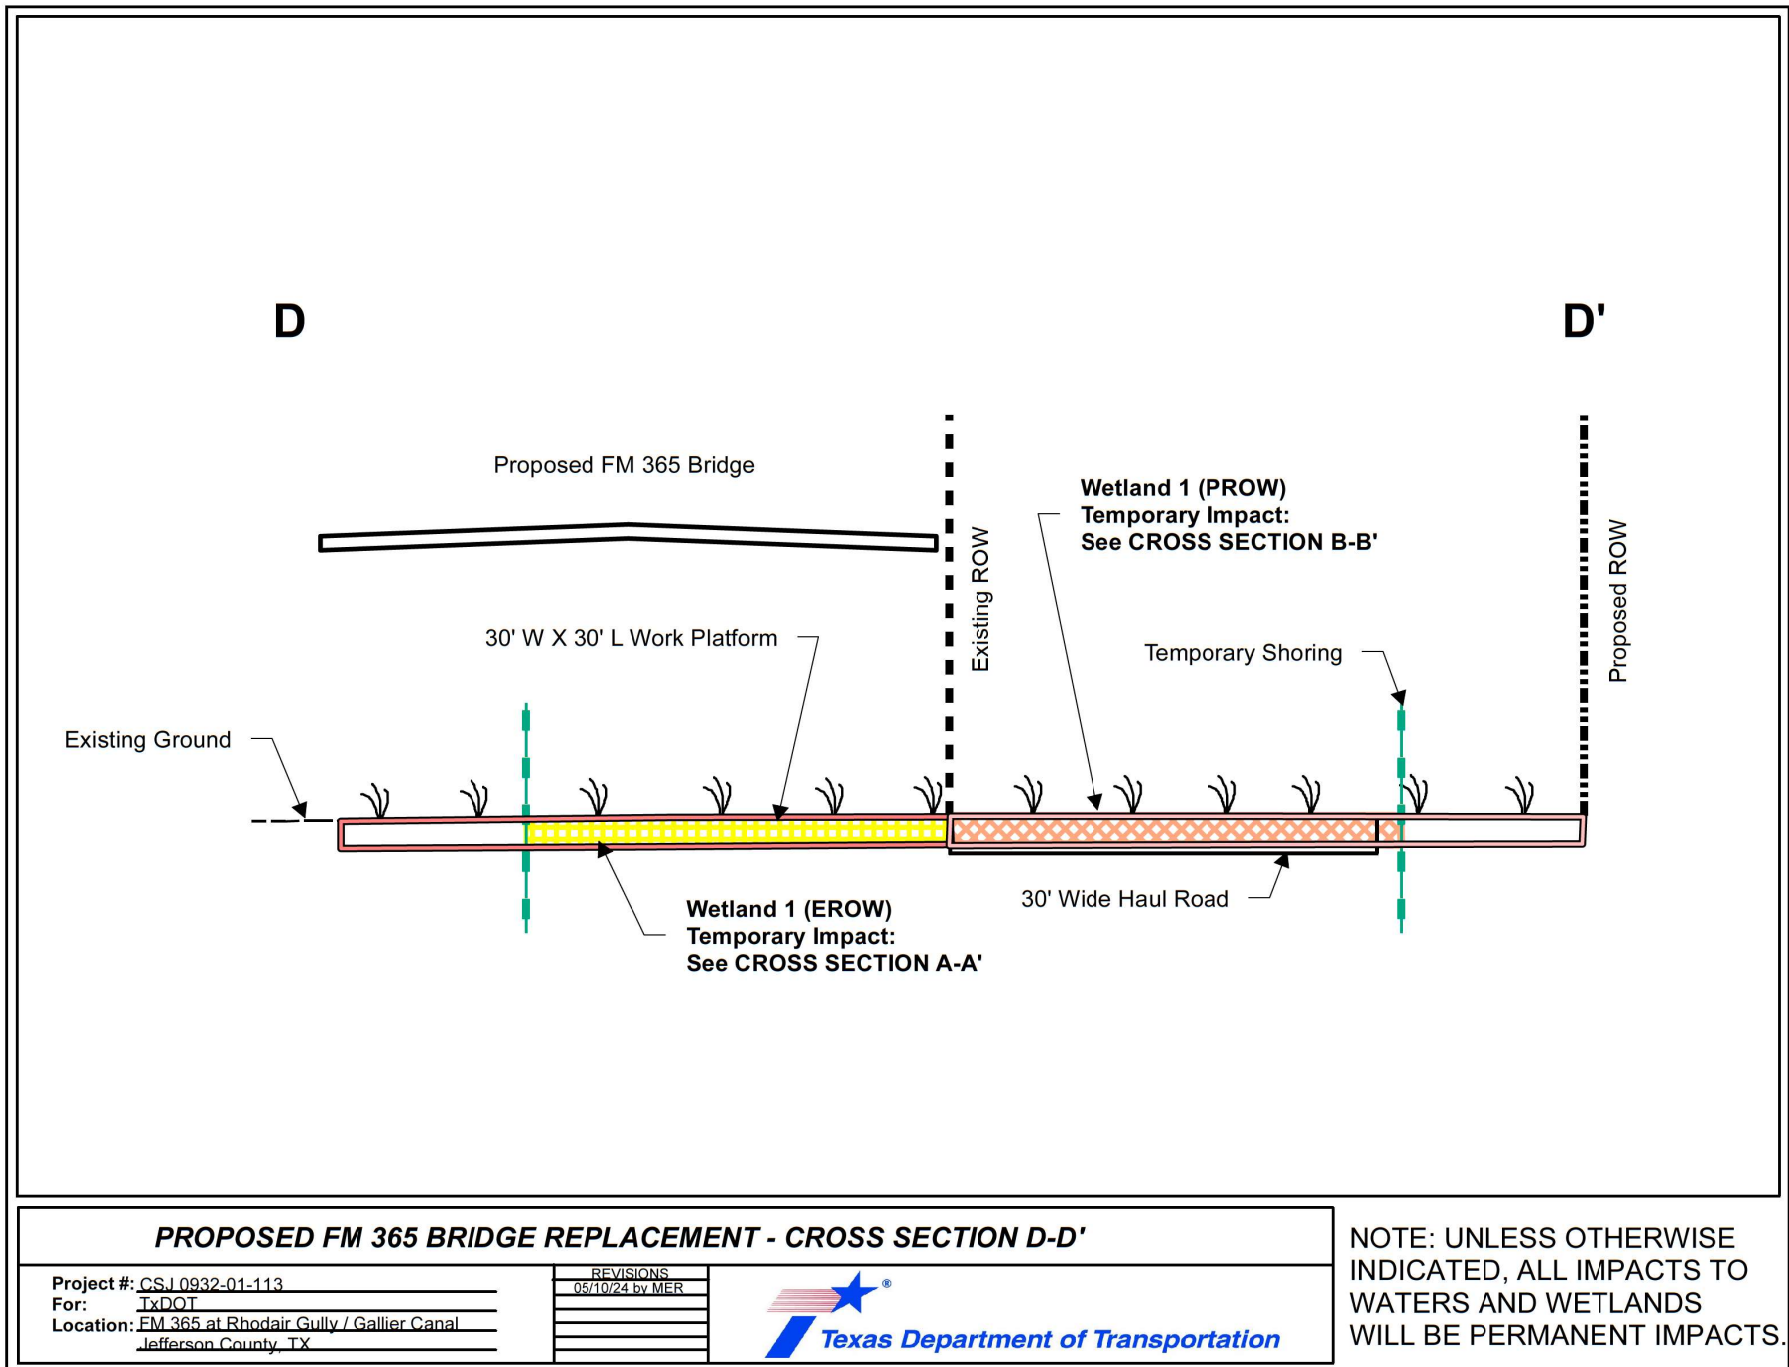 D
D'
Proposed FM 365 Bridge
Wetland 1 (PROW)
Temporary Impact:
See CROSS SECTION B-B'
Existing ROW
Proposed ROW
30' W X 30' L Work Platform
Temporary Shoring
Existing Ground
30' Wide Haul Road
Wetland 1 (EROW)
Temporary Impact:
See CROSS SECTION A-A'
PROPOSED FM 365 BRIDGE REPLACEMENT - CROSS SECTION D-D'
Project #: CSJ 0932-01-113
For: TxDOT
Location: FM 365 at Rhodair Gully / Gallier Canal
Jefferson County, TX
REVISIONS
05/10/24 by MER
®
Texas Department of Transportation
NOTE: UNLESS OTHERWISE
INDICATED, ALL IMPACTS TO
WATERS AND WETLANDS
WILL BE PERMANENT IMPACTS.